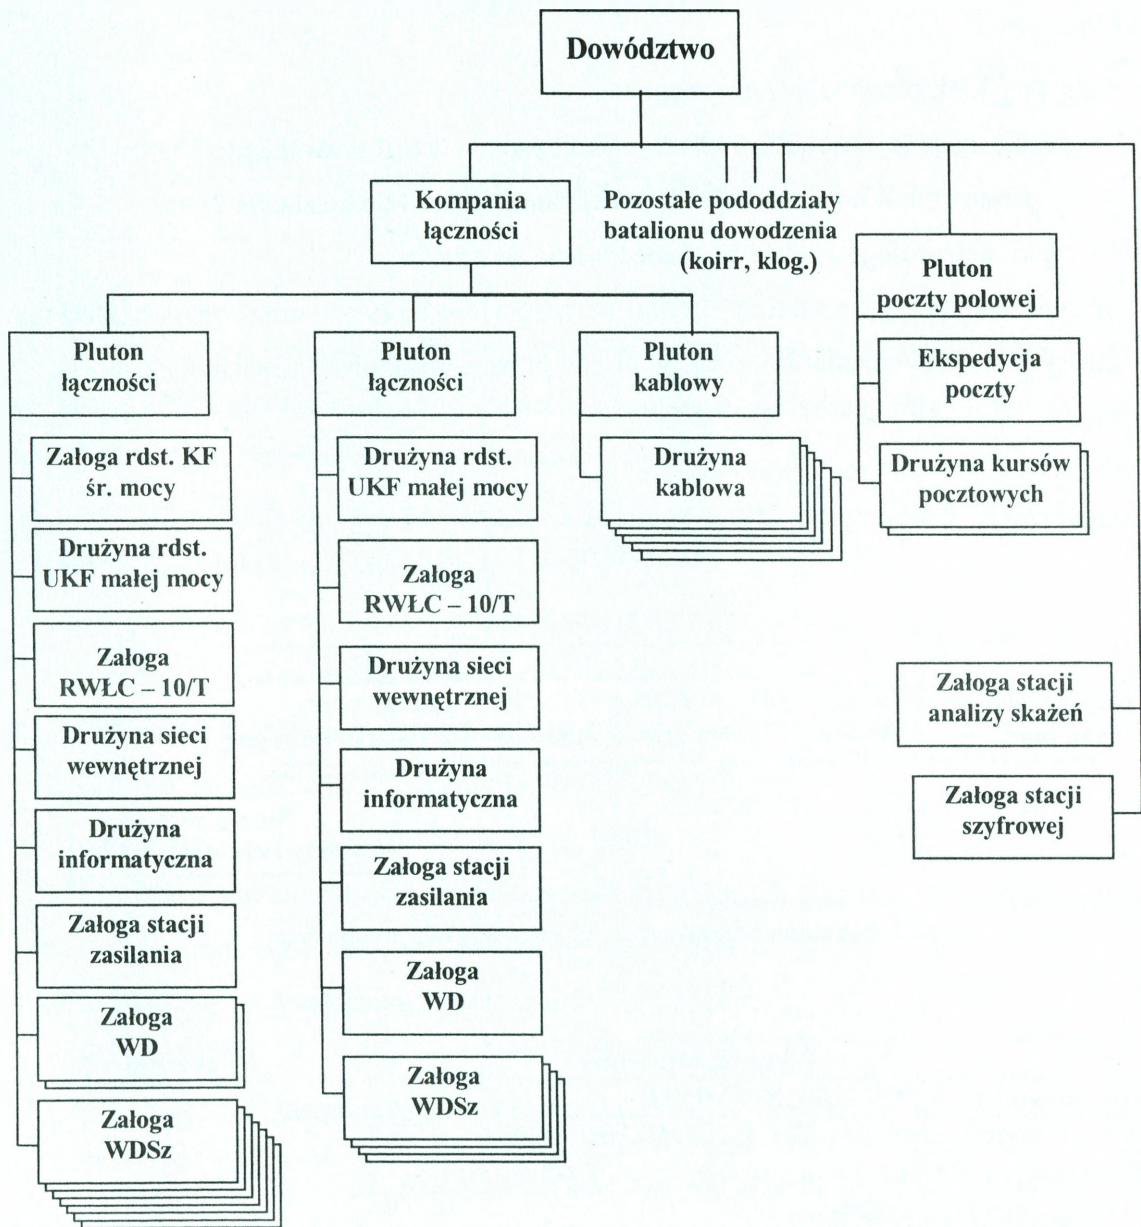 Dowództwo
Kompania
łączności
Pozostałe pododdziały
batalionu dowodzenia
(koirr, klog.)
Pluton
poczty polowej
Pluton
łączności
Pluton
łączności
Pluton
kablowy
Ekspedycja
poczty
Załoga rdst. KF
śr. mocy
Drużyna rdst.
UKF małej mocy
Drużyna
kablowa
Drużyna kursów
pocztowych
Drużyna rdst.
UKF małej mocy
Załoga
RWŁC – 10/T
Załoga
RWŁC – 10/T
Drużyna sieci
wewnętrznej
Załoga stacji
analizy skażeń
Drużyna sieci
wewnętrznej
Drużyna
informatyczna
Załoga stacji
szyfrowej
Drużyna
informatyczna
Załoga stacji
zasilania
Załoga stacji
zasilania
Załoga
WD
Załoga
WD
Załoga
WDSz
Załoga
WDSz